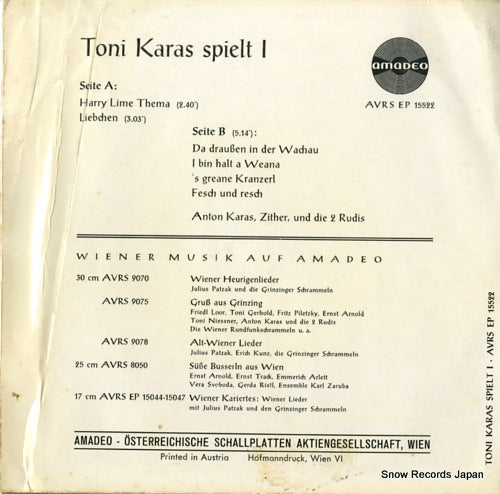 Toni Karas spielt I
amadeo
AVRS EP 15522
Seite A:
Harry Lime Thema (2.40')
Liebchen (3.03')
Seite B (5.14'):
Da draußen in der Wachau
I bin halt a Weana
's greane Kranzerl
Fesch und resch
Anton Karas, Zither, und die 2 Rudis
WIENER MUSIK AUF AMADEO
30 cm AVRS 9070 Wiener Heurigenlieder
Julius Patzak und die Grinzinger Schrammeln
AVRS 9075 Gruß aus Grinzing
Friedl Loor, Toni Gerhold, Fritz Piletzky, Ernst Arnold
Toni Niessner, Anton Karas und die 2 Rudis
Die Wiener Rundfunkschrammeln u. a.
AVRS 9078 Alt-Wiener Lieder
Julius Patzak, Erich Kunz, die Grinzinger Schrammeln
25 cm AVRS 8050 Süße Busserln aus Wien
Ernst Arnold, Ernst Track, Emmerich Arlett
Vera Svoboda, Gerda Ristl, Ensemble Karl Zaruba
17 cm AVRS EP 15044-15047 Wiener Kariertes: Wiener Lieder
mit Julius Patzak und den Grinzinger Schrammeln
AMADEO - ÖSTERREICHISCHE SCHALLPLATTEN AKTIENGESELLSCHAFT, WIEN
Printed in Austria Hofmanndruck, Wien VI
TONI KARAS SPIELT I - AVRS EP 15522
Snow Records Japan